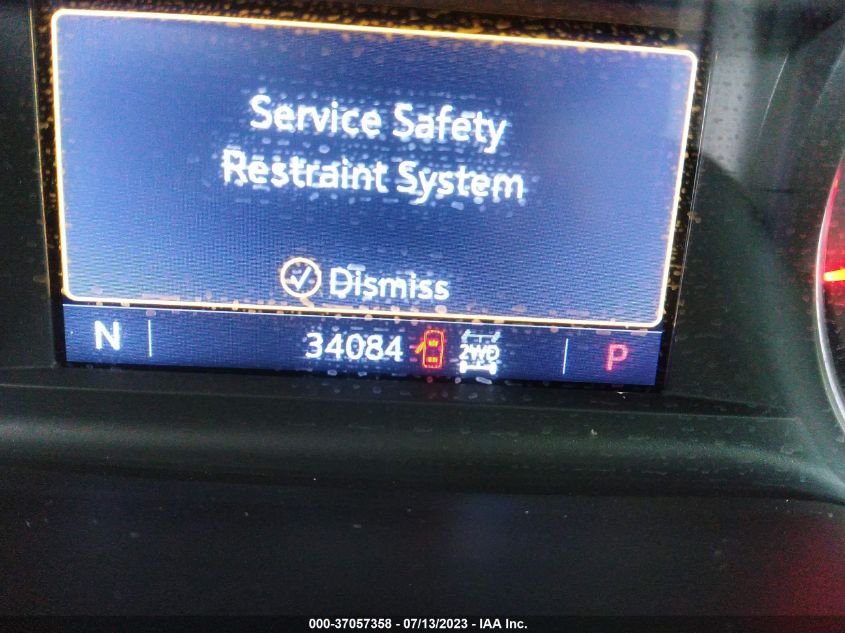 Service Safety
Restraint System
Dismiss
N 34084 2WD P
000-37057358 - 07/13/2023 - IAA Inc.